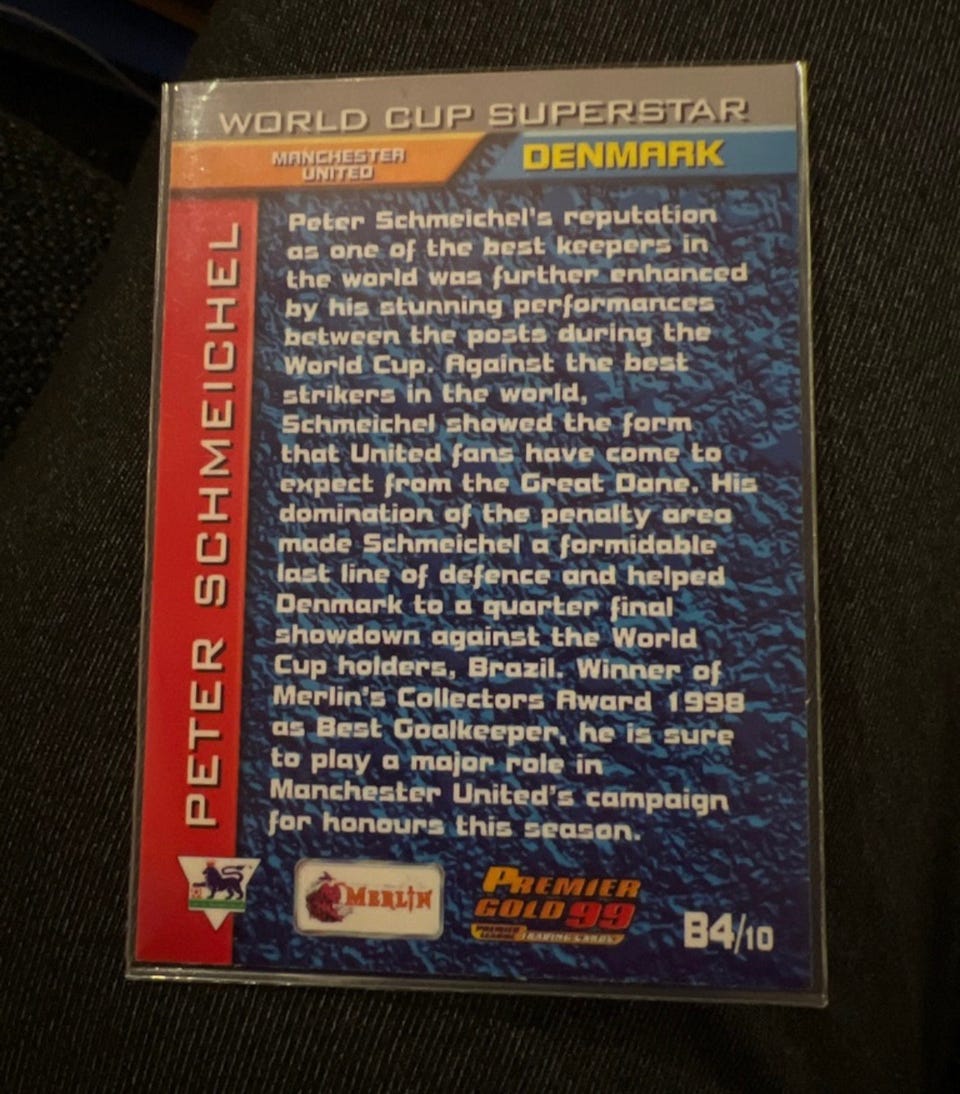 WORLD CUP SUPERSTAR
MANCHESTER
UNITED
DENMARK
PETER SCHMEICHEL
Peter Schmeichel's reputation
as one of the best keepers in
the world was further enhanced
by his stunning performances
between the posts during the
World Cup. Against the best
strikers in the world,
Schmeichel showed the form
that United fans have come to
expect from the Great Dane. His
domination of the penalty area
made Schmeichel a formidable
last line of defence and helped
Denmark to a quarter final
showdown against the World
Cup holders, Brazil. Winner of
Merlin's Collectors Award 1998
as Best Goalkeeper, he is sure
to play a major role in
Manchester United's campaign
for honours this season.
MERLIN
PREMIER
GOLD 99
PREMIER
LEAGUE TRADING CARDS
B4/10